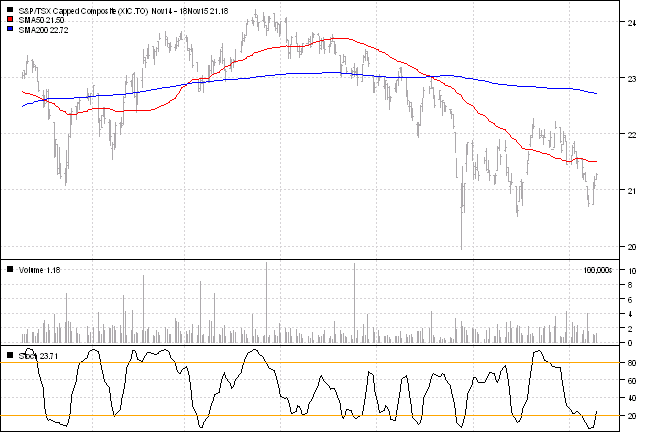 S&P/TSX Capped Composite (XIC.TO) Nov14 - 18Nov15 21.18
SMA50 21.50
SMA200 22.72
24
23
22
21
20
Volume 1.18
100,000s
10
8
6
4
2
0
Stoch 23.71
80
60
40
20